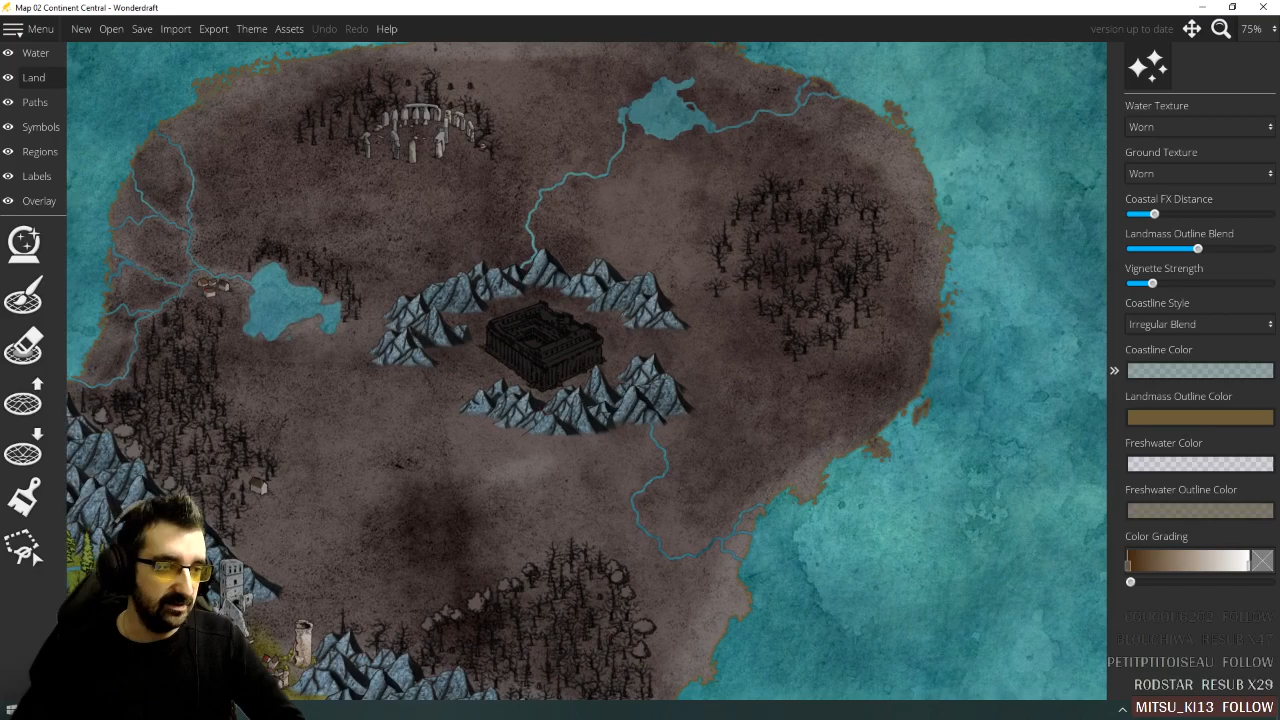 Map 02 Continent Central - Wonderdraft
Menu New Open Save Import Export Theme Assets Undo Redo Help version up to date 75%
Water
Land
Paths
Symbols
Regions
Labels
Overlay
Water Texture
Worn
Ground Texture
Worn
Coastal FX Distance
Landmass Outline Blend
Vignette Strength
Coastline Style
Irregular Blend
Coastline Color
Landmass Outline Color
Freshwater Color
Freshwater Outline Color
Color Grading
FOLLOW
RESUB X47
PETITPTITOISEAU FOLLOW
RODSTAR RESUB X29
MITSU_KI13 FOLLOW